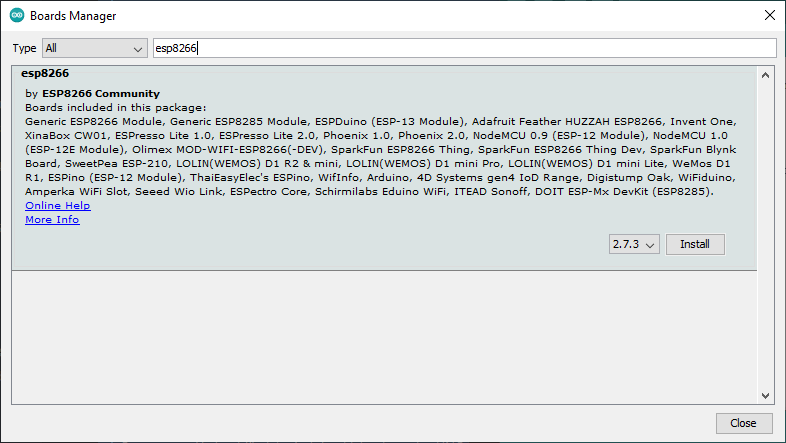 Boards Manager
Type All esp8266
esp8266
by ESP8266 Community
Boards included in this package:
Generic ESP8266 Module, Generic ESP8285 Module, ESPDuino (ESP-13 Module), Adafruit Feather HUZZAH ESP8266, Invent One,
XinaBox CW01, ESPresso Lite 1.0, ESPresso Lite 2.0, Phoenix 1.0, Phoenix 2.0, NodeMCU 0.9 (ESP-12 Module), NodeMCU 1.0
(ESP-12E Module), Olimex MOD-WIFI-ESP8266(-DEV), SparkFun ESP8266 Thing, SparkFun ESP8266 Thing Dev, SparkFun Blynk
Board, SweetPea ESP-210, LOLIN(WEMOS) D1 R2 & mini, LOLIN(WEMOS) D1 mini Pro, LOLIN(WEMOS) D1 mini Lite, WeMos D1
R1, ESPino (ESP-12 Module), ThaiEasyElec's ESPino, WifInfo, Arduino, 4D Systems gen4 IoD Range, Digistump Oak, WiFiduino,
Amperka WiFi Slot, Seeed Wio Link, ESPectro Core, Schirmilabs Eduino WiFi, ITEAD Sonoff, DOIT ESP-Mx DevKit (ESP8285).
Online Help
More Info
2.7.3 Install
Close